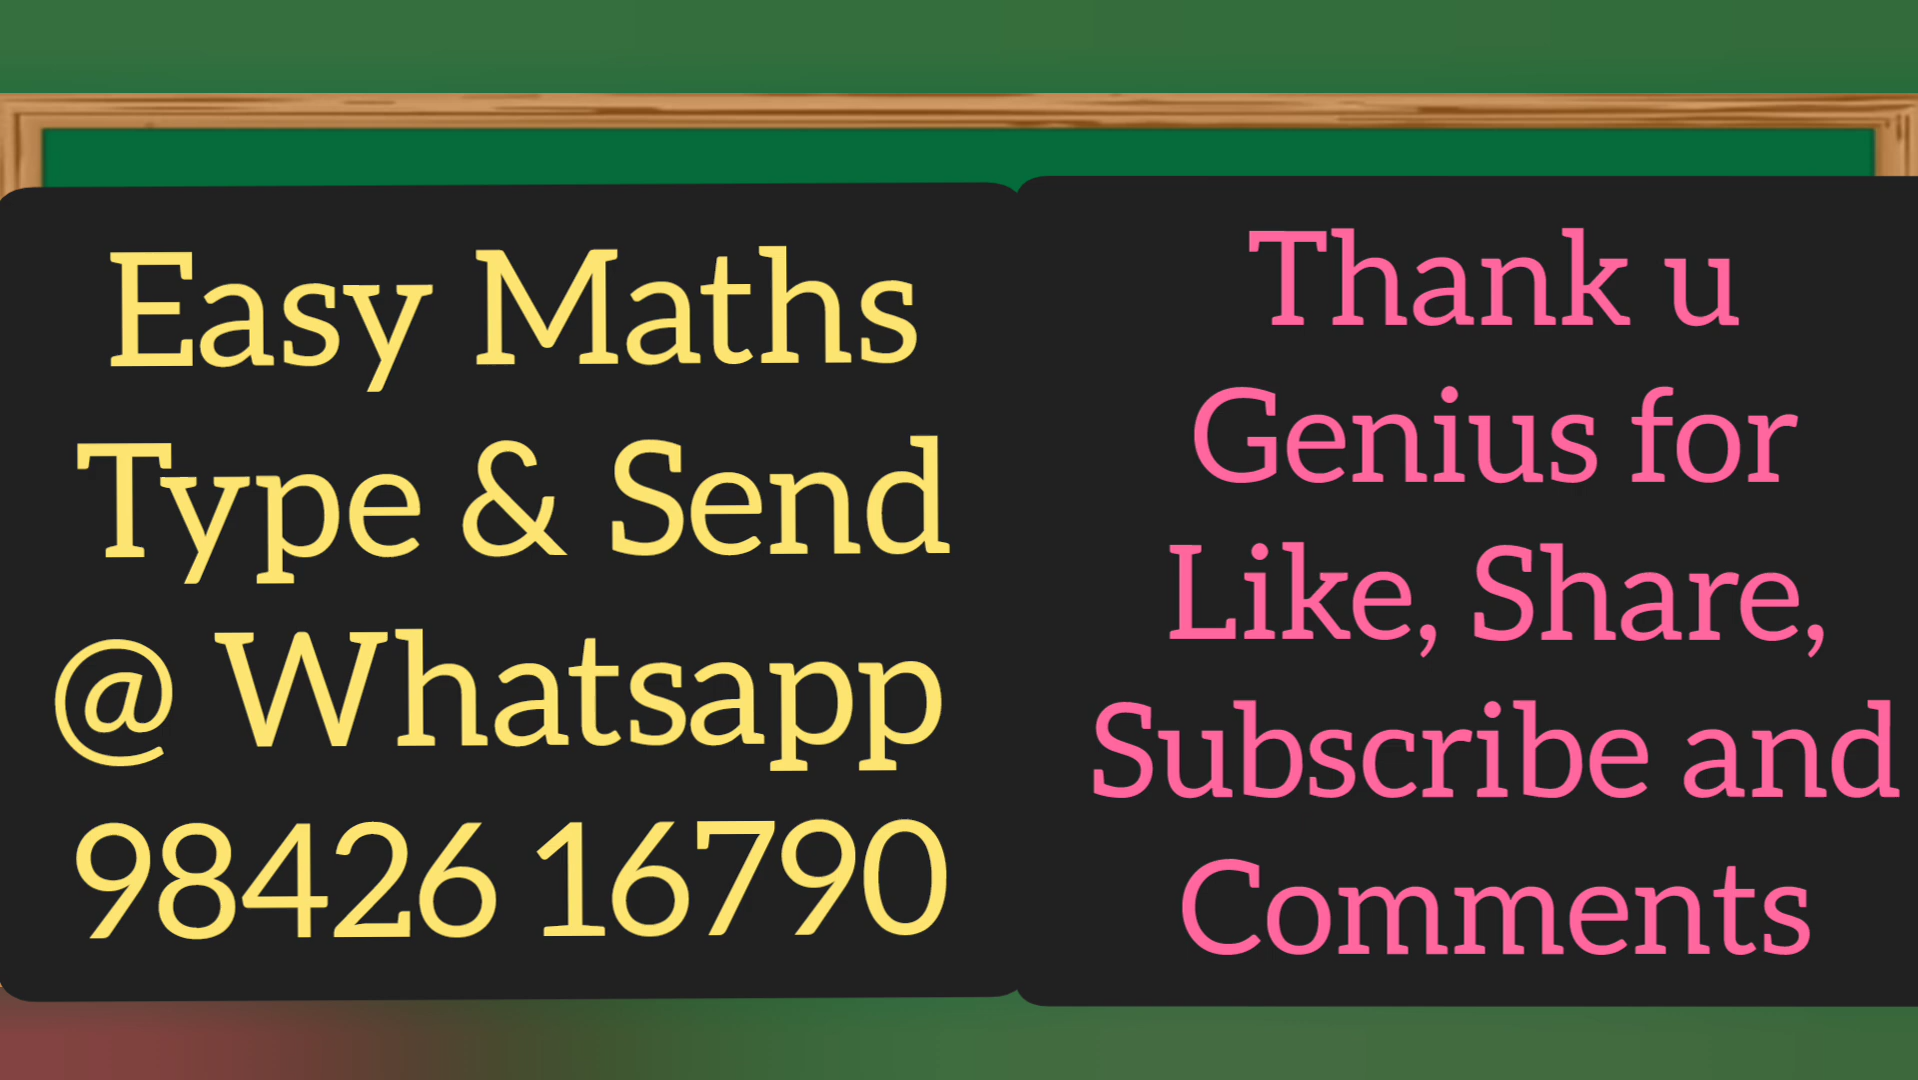 Easy Maths
Type & Send
@ Whatsapp
98426 16790
Thank u
Genius for
Like, Share,
Subscribe and
Comments